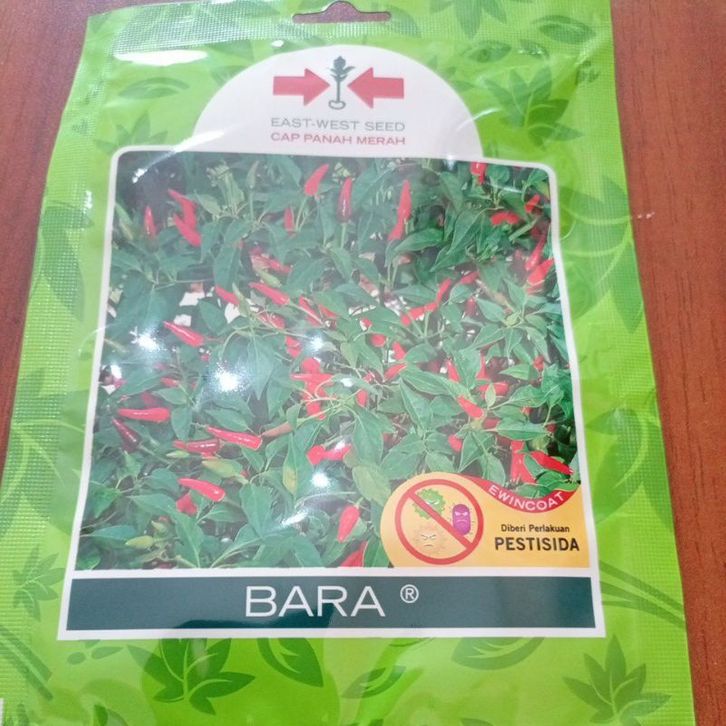 EAST-WEST SEED
CAP PANAH MERAH
EWINCOAT
Diberi Perlakuan
PESTISIDA
BARA ®